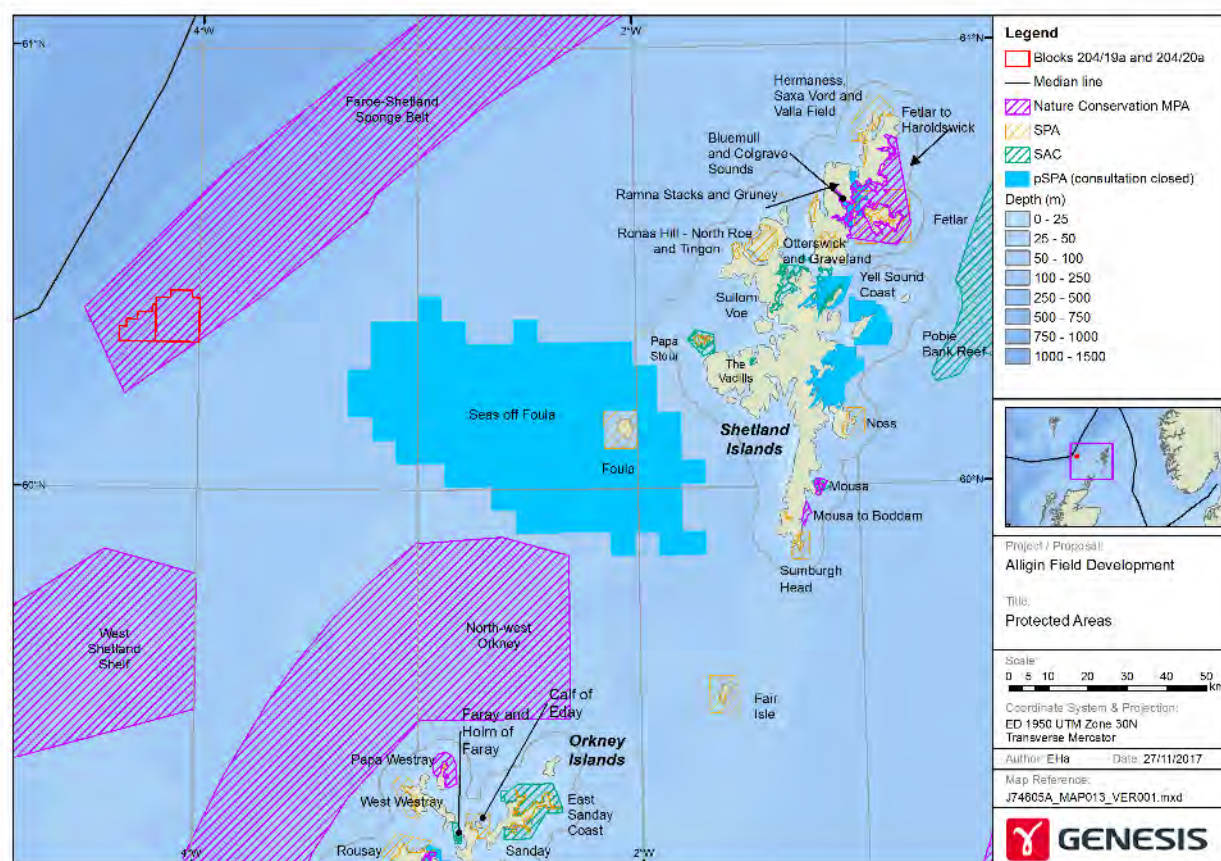 4°W
2°W
61°N
61°N
Faroe-Shetland
Sponge Belt
Hermaness,
Saxa Vord and
Valla Field
Fetlar to
Haroldswick
Bluemull
and Colgrave
Sounds
Ramna Stacks and Gruney
Fetlar
Ronas Hill - North Roe
and Tingon
Otterswick
and Graveland
Yell Sound
Coast
Sullom
Voe
Papa
Stour
The
Vadills
Pobie
Bank Reef
Seas off Foula
Foula
Shetland
Islands
Noss
60°N
60°N
Mousa
Mousa to Boddam
Sumburgh
Head
West
Shetland
Shelf
North-west
Orkney
Fair
Isle
Calf of
Eday
Faray and
Holm of
Faray
Orkney
Islands
Papa Westray
West Westray
East
Sanday
Coast
Rousay
Sanday
4°W
2°W
Legend
Blocks 204/19a and 204/20a
Median line
Nature Conservation MPA
SPA
SAC
pSPA (consultation closed)
Depth (m)
0 - 25
25 - 50
50 - 100
100 - 250
250 - 500
500 - 750
750 - 1000
1000 - 1500
Project / Proposal:
Alligin Field Development
Title:
Protected Areas
Scale:
0 5 10 20 30 40 50
km
Coordinate System & Projection:
ED 1950 UTM Zone 30N
Transverse Mercator
Author: EHa Date: 27/11/2017
Map Reference:
J74605A_MAP013_VER001.mxd
GENESIS